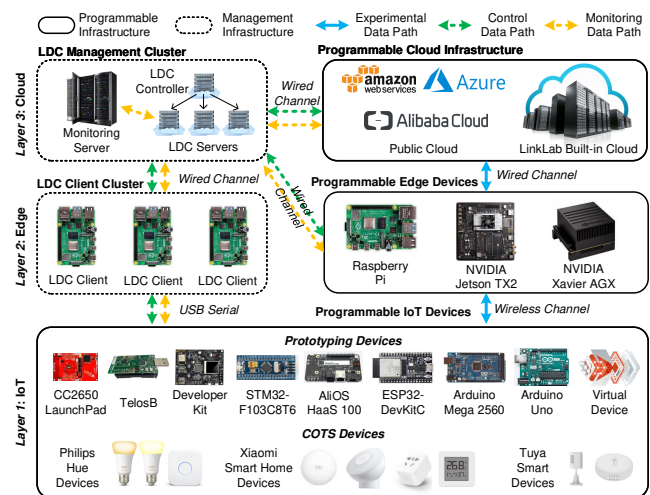 Programmable
Infrastructure
Management
Infrastructure
Experimental
Data Path
Control
Data Path
Monitoring
Data Path
LDC Management Cluster
Programmable Cloud Infrastructure
Layer 3: Cloud
LDC
Controller
Monitoring
Server
LDC Servers
Wired
Channel
amazon
webservices
Azure
Alibaba Cloud
Public Cloud
LinkLab Built-in Cloud
Wired Channel
Wired Channel
Wired
Channel
LDC Client Cluster
Programmable Edge Devices
Layer 2: Edge
LDC Client
LDC Client
LDC Client
Raspberry
Pi
NVIDIA
Jetson TX2
NVIDIA
Xavier AGX
USB Serial
Programmable IoT Devices
Wireless Channel
Layer 1: IoT
Prototyping Devices
CC2650
LaunchPad
TelosB
Developer
Kit
STM32-
F103C8T6
AliOS
HaaS 100
ESP32-
DevKitC
Arduino
Mega 2560
Arduino
Uno
Virtual
Device
COTS Devices
Philips
Hue
Devices
Xiaomi
Smart Home
Devices
Tuya
Smart
Devices